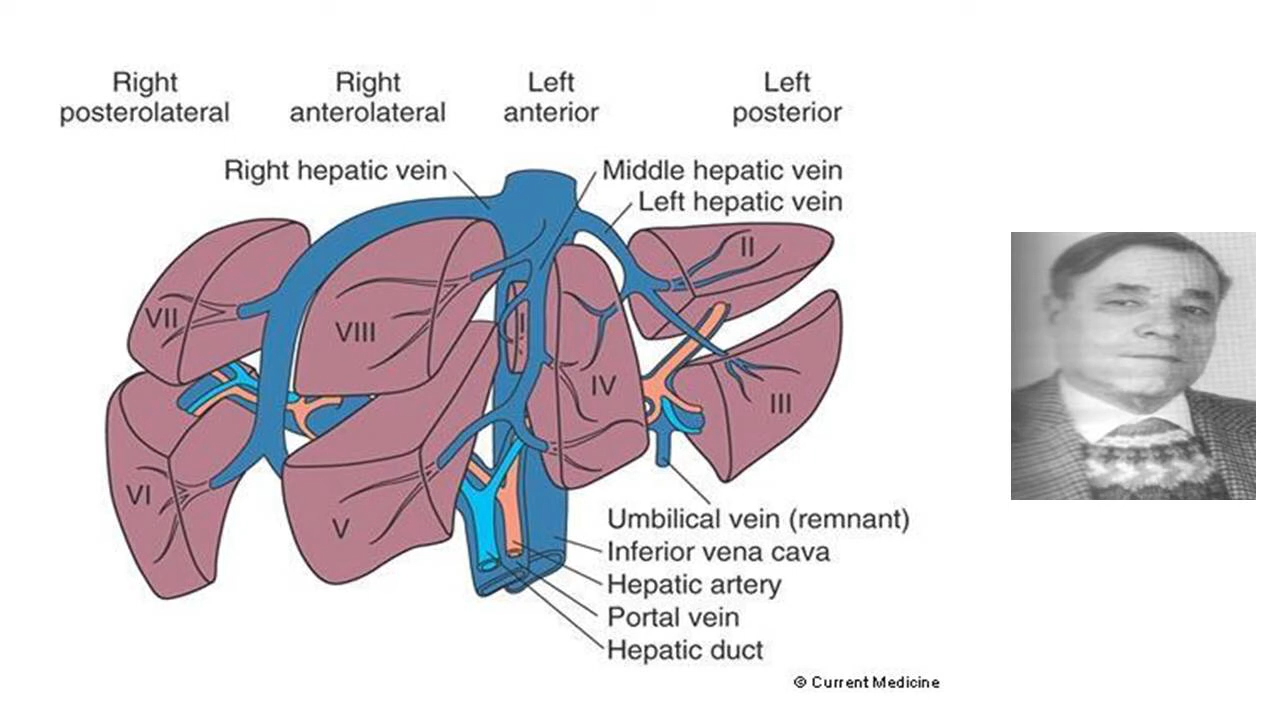 Right
posterolateral
Right
anterolateral
Left
anterior
Left
posterior
Right hepatic vein
Middle hepatic vein
Left hepatic vein
II
VII
VIII
I
IV
III
VI
V
Umbilical vein (remnant)
Inferior vena cava
Hepatic artery
Portal vein
Hepatic duct
© Current Medicine